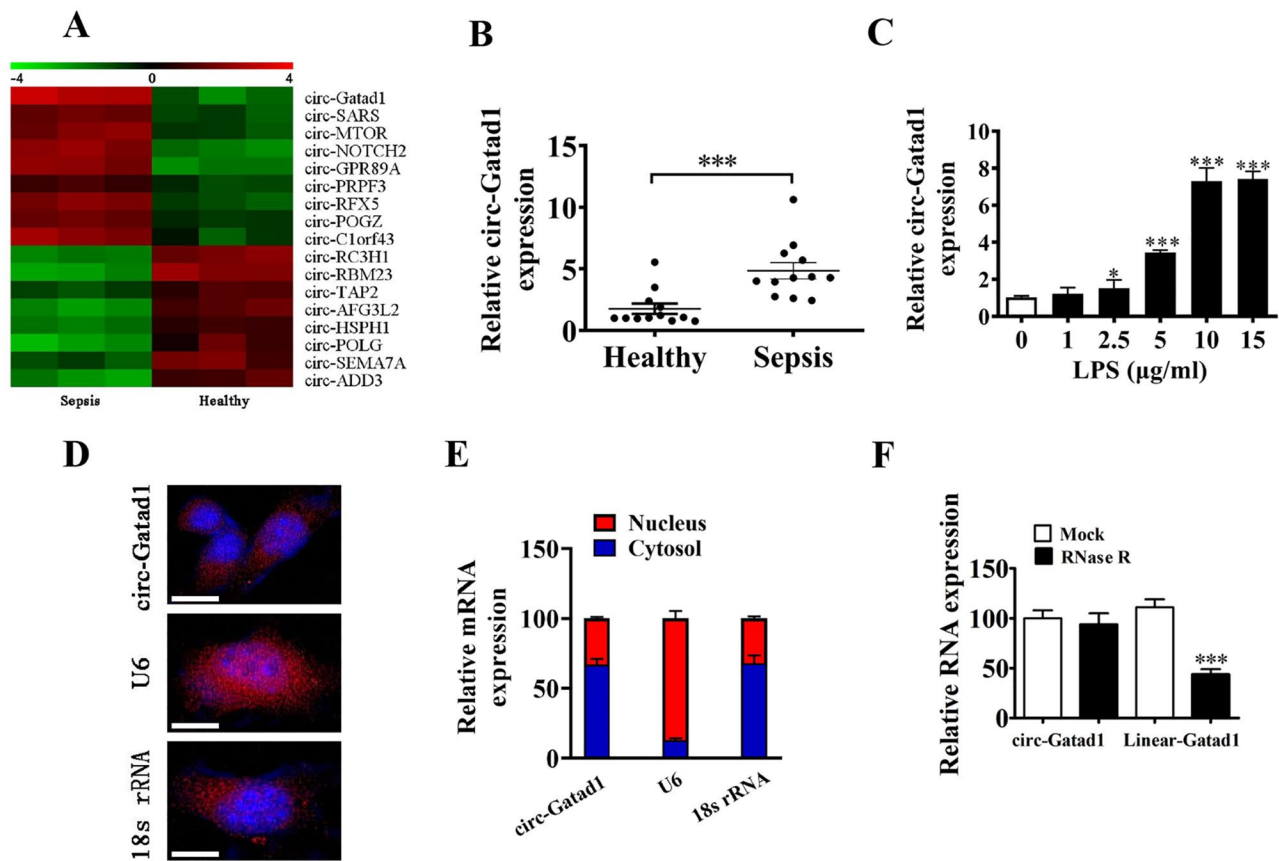 A
-4 0 4
circ-Gatad1
circ-SARS
circ-MTOR
circ-NOTCH2
circ-GPR89A
circ-PRPF3
circ-RFX5
circ-POGZ
circ-C1orf43
circ-RC3H1
circ-RBM23
circ-TAP2
circ-AFG3L2
circ-HSPH1
circ-POLG
circ-SEMA7A
circ-ADD3
Sepsis Healthy
B
Relative circ-Gatad1
expression
15
10
5
0
***
Healthy Sepsis
C
Relative circ-Gatad1
expression
10
8
6
4
2
0
* *** *** ***
0 1 2.5 5 10 15
LPS (μg/ml)
D
circ-Gatad1
U6
18s rRNA
E
Nucleus
Cytosol
Relative mRNA
expression
150
100
50
0
circ-Gatad1
U6
18s rRNA
F
Mock
RNase R
Relative RNA expression
150
100
50
0
***
circ-Gatad1 Linear-Gatad1